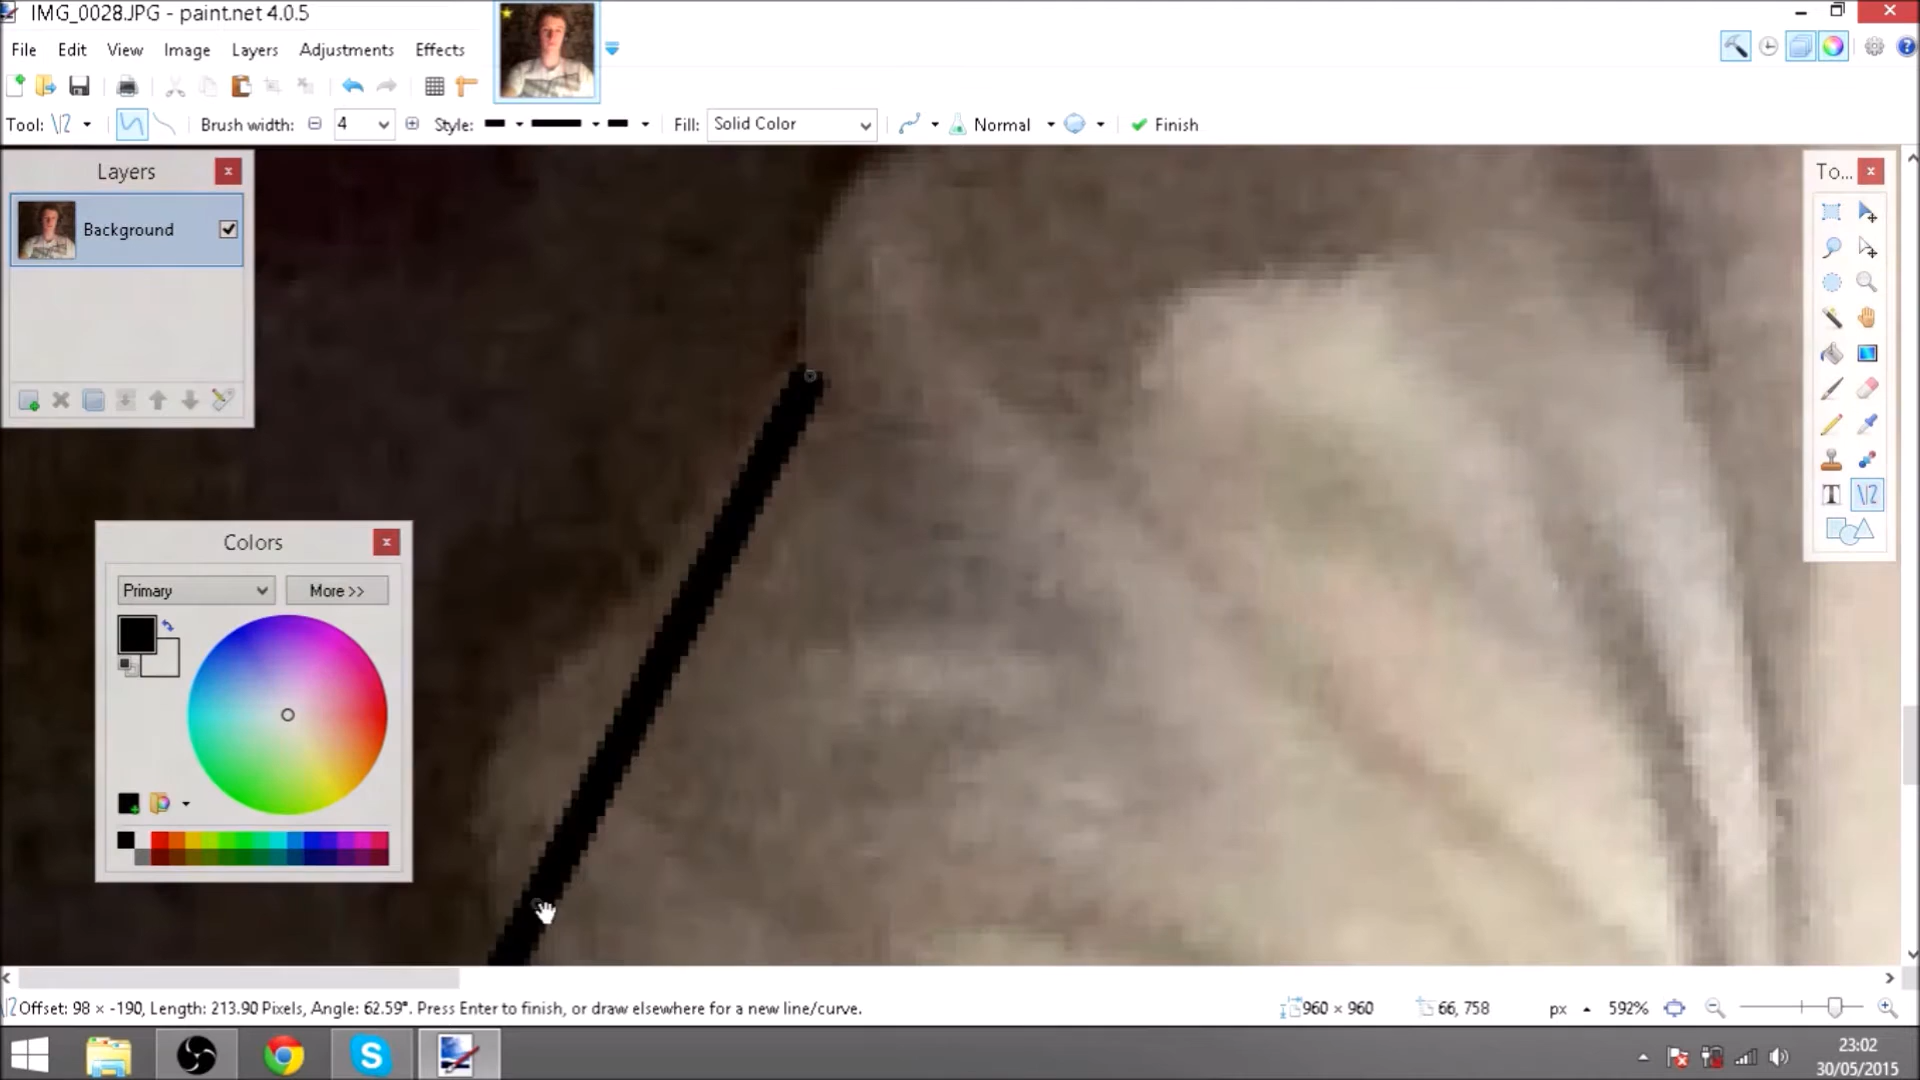 IMG_0028.JPG - paint.net 4.0.5
File Edit View Image Layers Adjustments Effects
Tool: Brush width: 4 Style: Fill: Solid Color Normal Finish
Layers
Background
To...
Colors
Primary More >>
Offset: 98 × -190, Length: 213.90 Pixels, Angle: 62.59°. Press Enter to finish, or draw elsewhere for a new line/curve. 960 × 960 66, 758 px 592%
23:02
30/05/2015